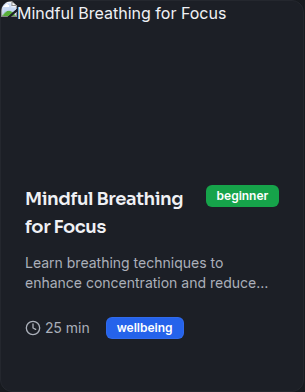 Mindful Breathing for Focus
Mindful Breathing
for Focus
beginner
Learn breathing techniques to
enhance concentration and reduce...
25 min
wellbeing